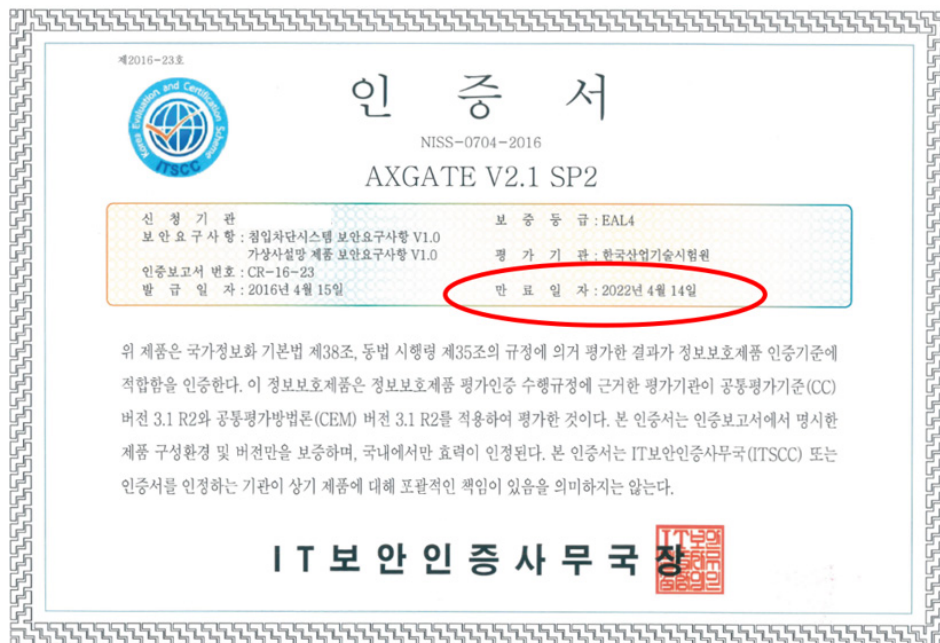 제2016-23호
Korea Evaluation and Certification Scheme
ITSCC
인 증 서
NISS-0704-2016
AXGATE V2.1 SP2
신 청 기 관
보 증 등 급 : EAL4
보 안 요 구 사 항 : 침입차단시스템 보안요구사항 V1.0
가상사설망 제품 보안요구사항 V1.0
평 가 기 관 : 한국산업기술시험원
인증보고서 번호 : CR-16-23
발 급 일 자 : 2016년 4월 15일
만 료 일 자 : 2022년 4월 14일
위 제품은 국가정보화 기본법 제38조, 동법 시행령 제35조의 규정에 의거 평가한 결과가 정보보호제품 인증기준에
적합함을 인증한다. 이 정보보호제품은 정보보호제품 평가인증 수행규정에 근거한 평가기관이 공통평가기준(CC)
버전 3.1 R2와 공통평가방법론(CEM) 버전 3.1 R2를 적용하여 평가한 것이다. 본 인증서는 인증보고서에서 명시한
제품 구성환경 및 버전만을 보증하며, 국내에서만 효력이 인정된다. 본 인증서는 IT보안인증사무국(ITSCC) 또는
인증서를 인정하는 기관이 상기 제품에 대해 포괄적인 책임이 있음을 의미하지는 않는다.
IT보안인증사무국장